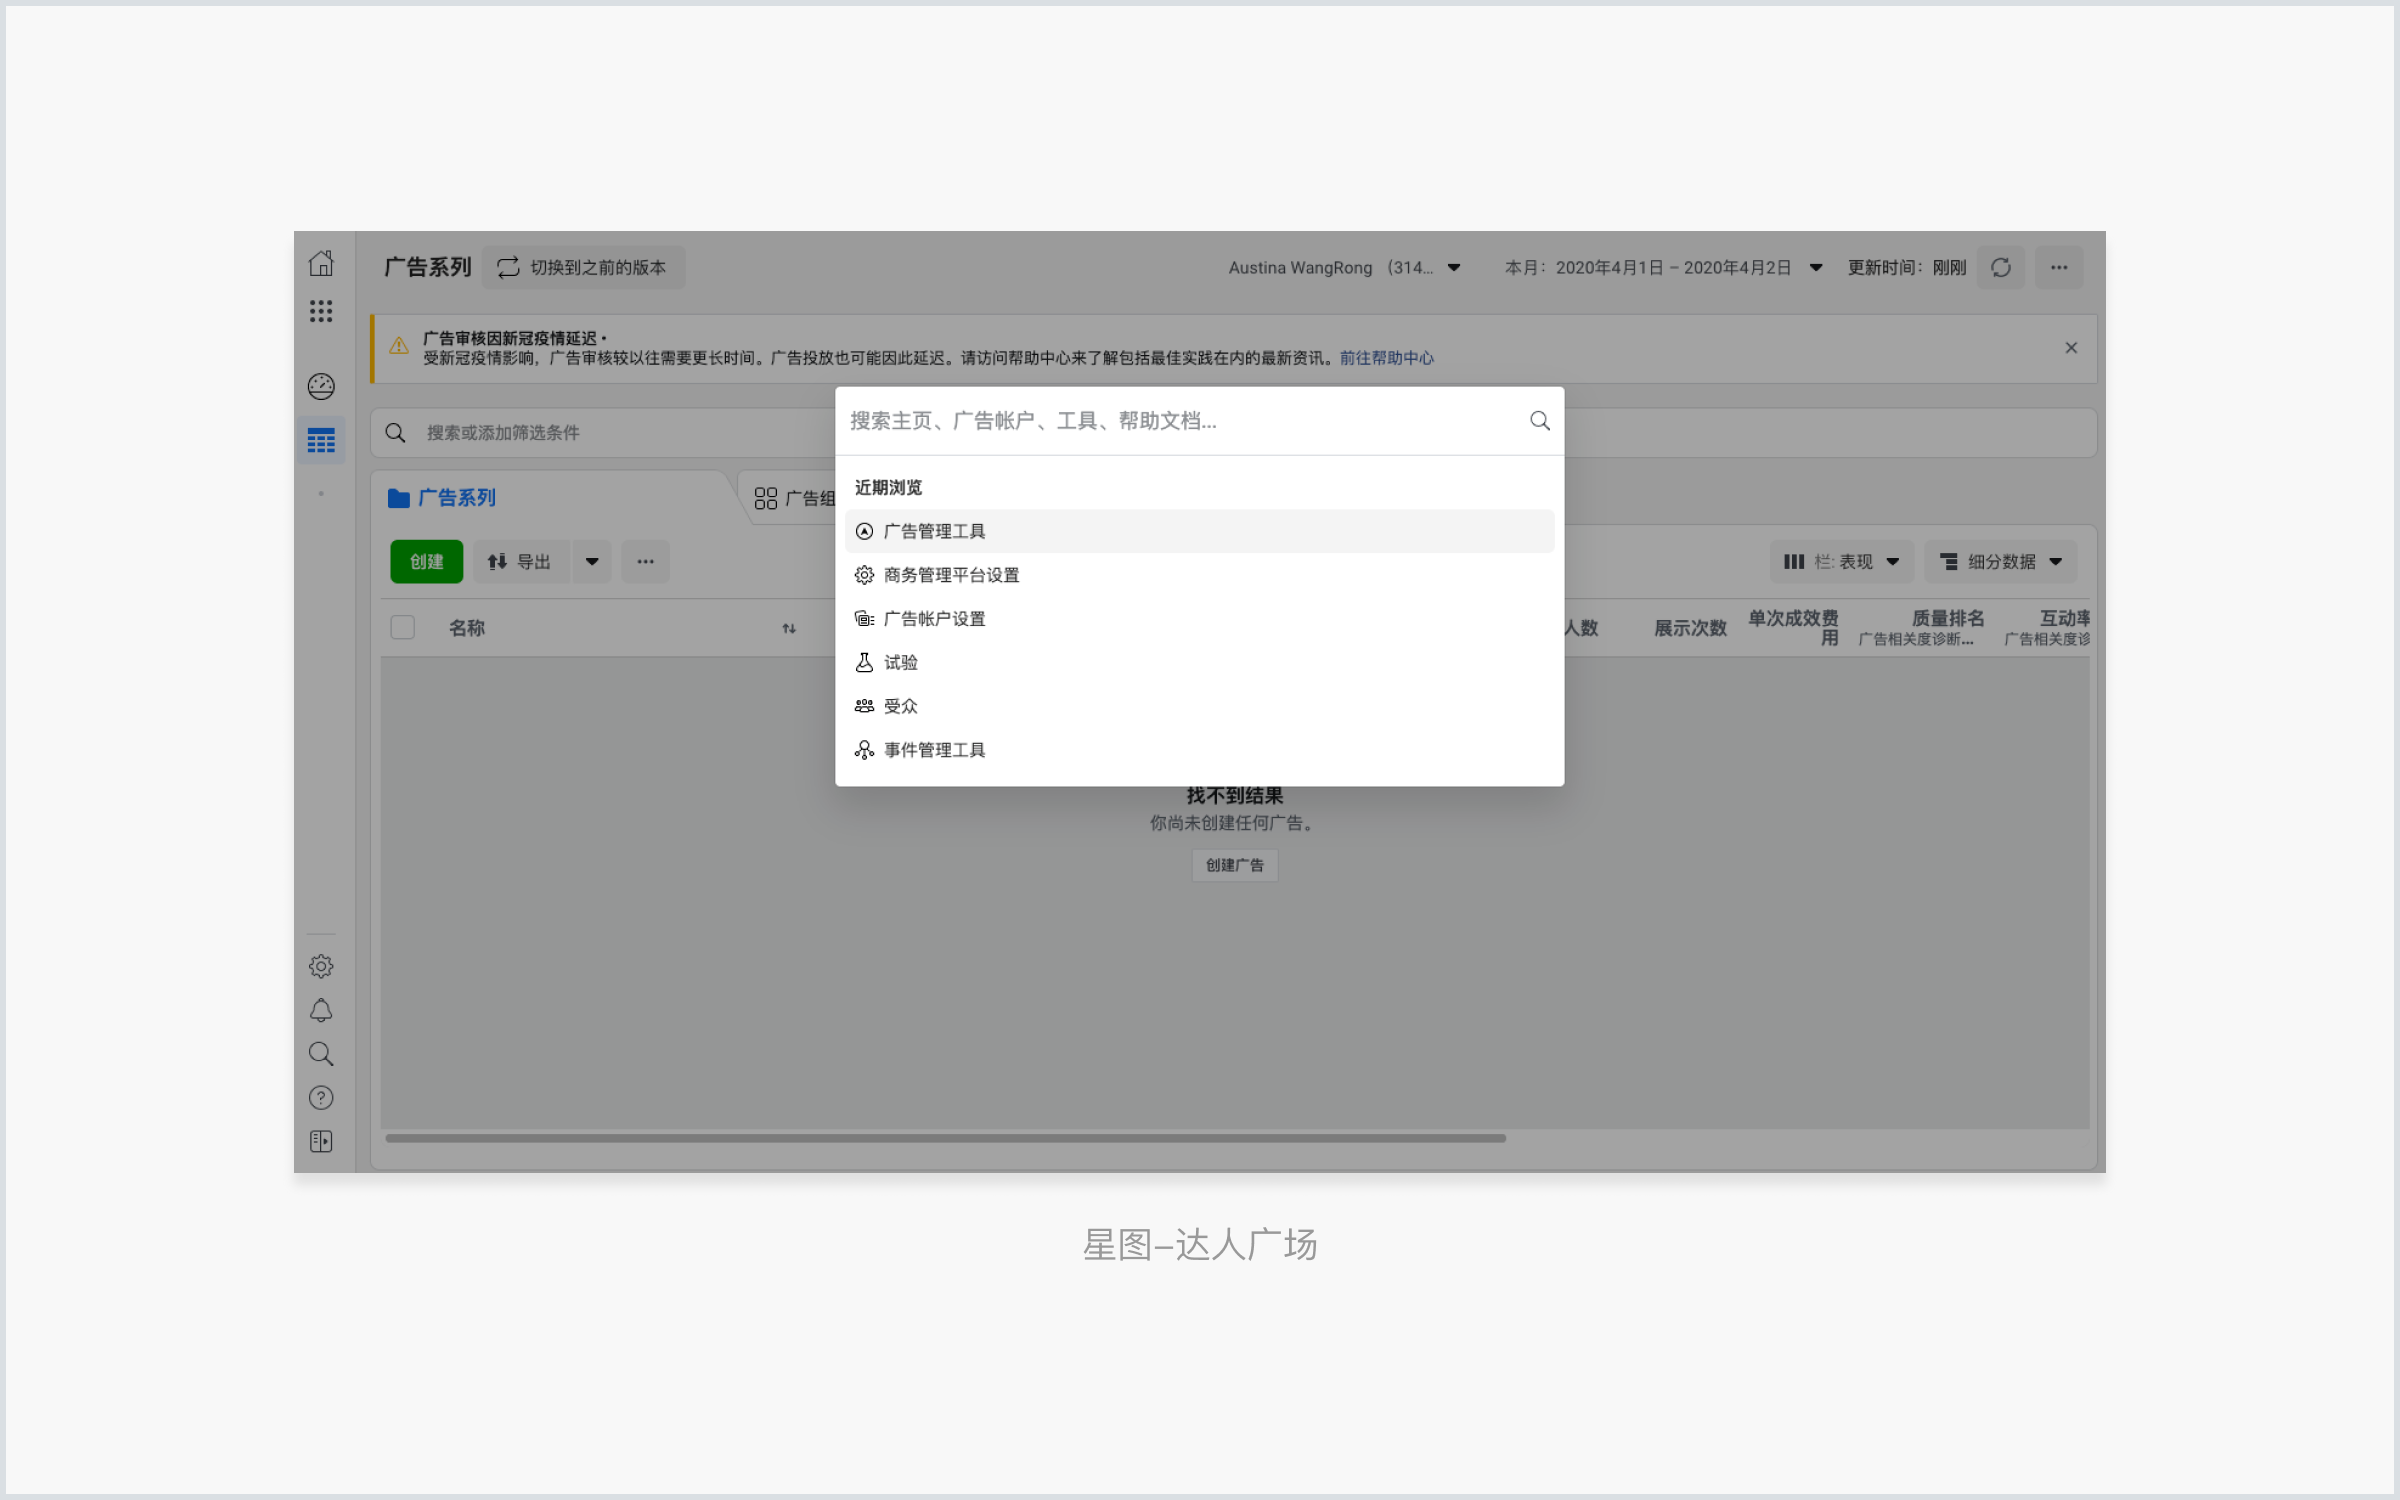 广告系列
切换到之前的版本
Austina WangRong （314...
本月：2020年4月1日 – 2020年4月2日
更新时间：刚刚
广告审核因新冠疫情延迟 •
受新冠疫情影响，广告审核较以往需要更长时间。广告投放也可能因此延迟。请访问帮助中心来了解包括最佳实践在内的最新资讯。前往帮助中心
搜索或添加筛选条件
搜索主页、广告帐户、工具、帮助文档...
近期浏览
广告管理工具
商务管理平台设置
广告帐户设置
试验
受众
事件管理工具
广告系列
广告组
创建
导出
栏: 表现
细分数据
名称
人数
展示次数
单次成效费用
质量排名
广告相关度诊断...
互动率
广告相关度诊
找不到结果
你尚未创建任何广告。
创建广告
星图–达人广场